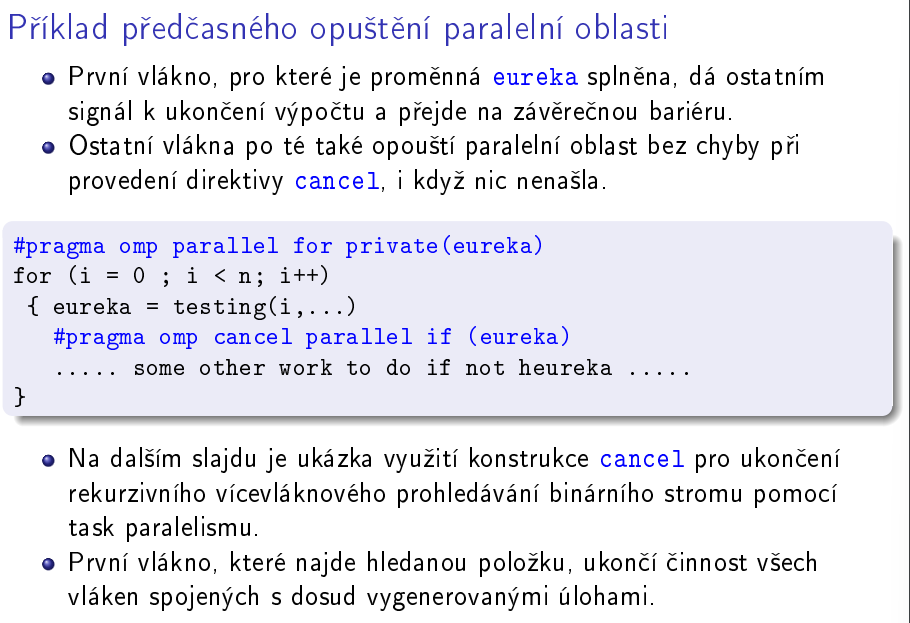 Příklad předčasného opuštění paralelní oblasti
První vlákno, pro které je proměnná eureka splněna, dá ostatním
signál k ukončení výpočtu a přejde na závěrečnou bariéru.
Ostatní vlákna po té také opouští paralelní oblast bez chyby při
provedení direktivy cancel, i když nic nenašla.
#pragma omp parallel for private(eureka)
for (i = 0 ; i < n; i++)
{ eureka = testing(i,...)
#pragma omp cancel parallel if (eureka)
..... some other work to do if not heureka .....
}
Na dalším slajdu je ukázka využití konstrukce cancel pro ukončení
rekurzivního vícevláknového prohledávání binárního stromu pomocí
task paralelismu.
První vlákno, které najde hledanou položku, ukončí činnost všech
vláken spojených s dosud vygenerovanými úlohami.